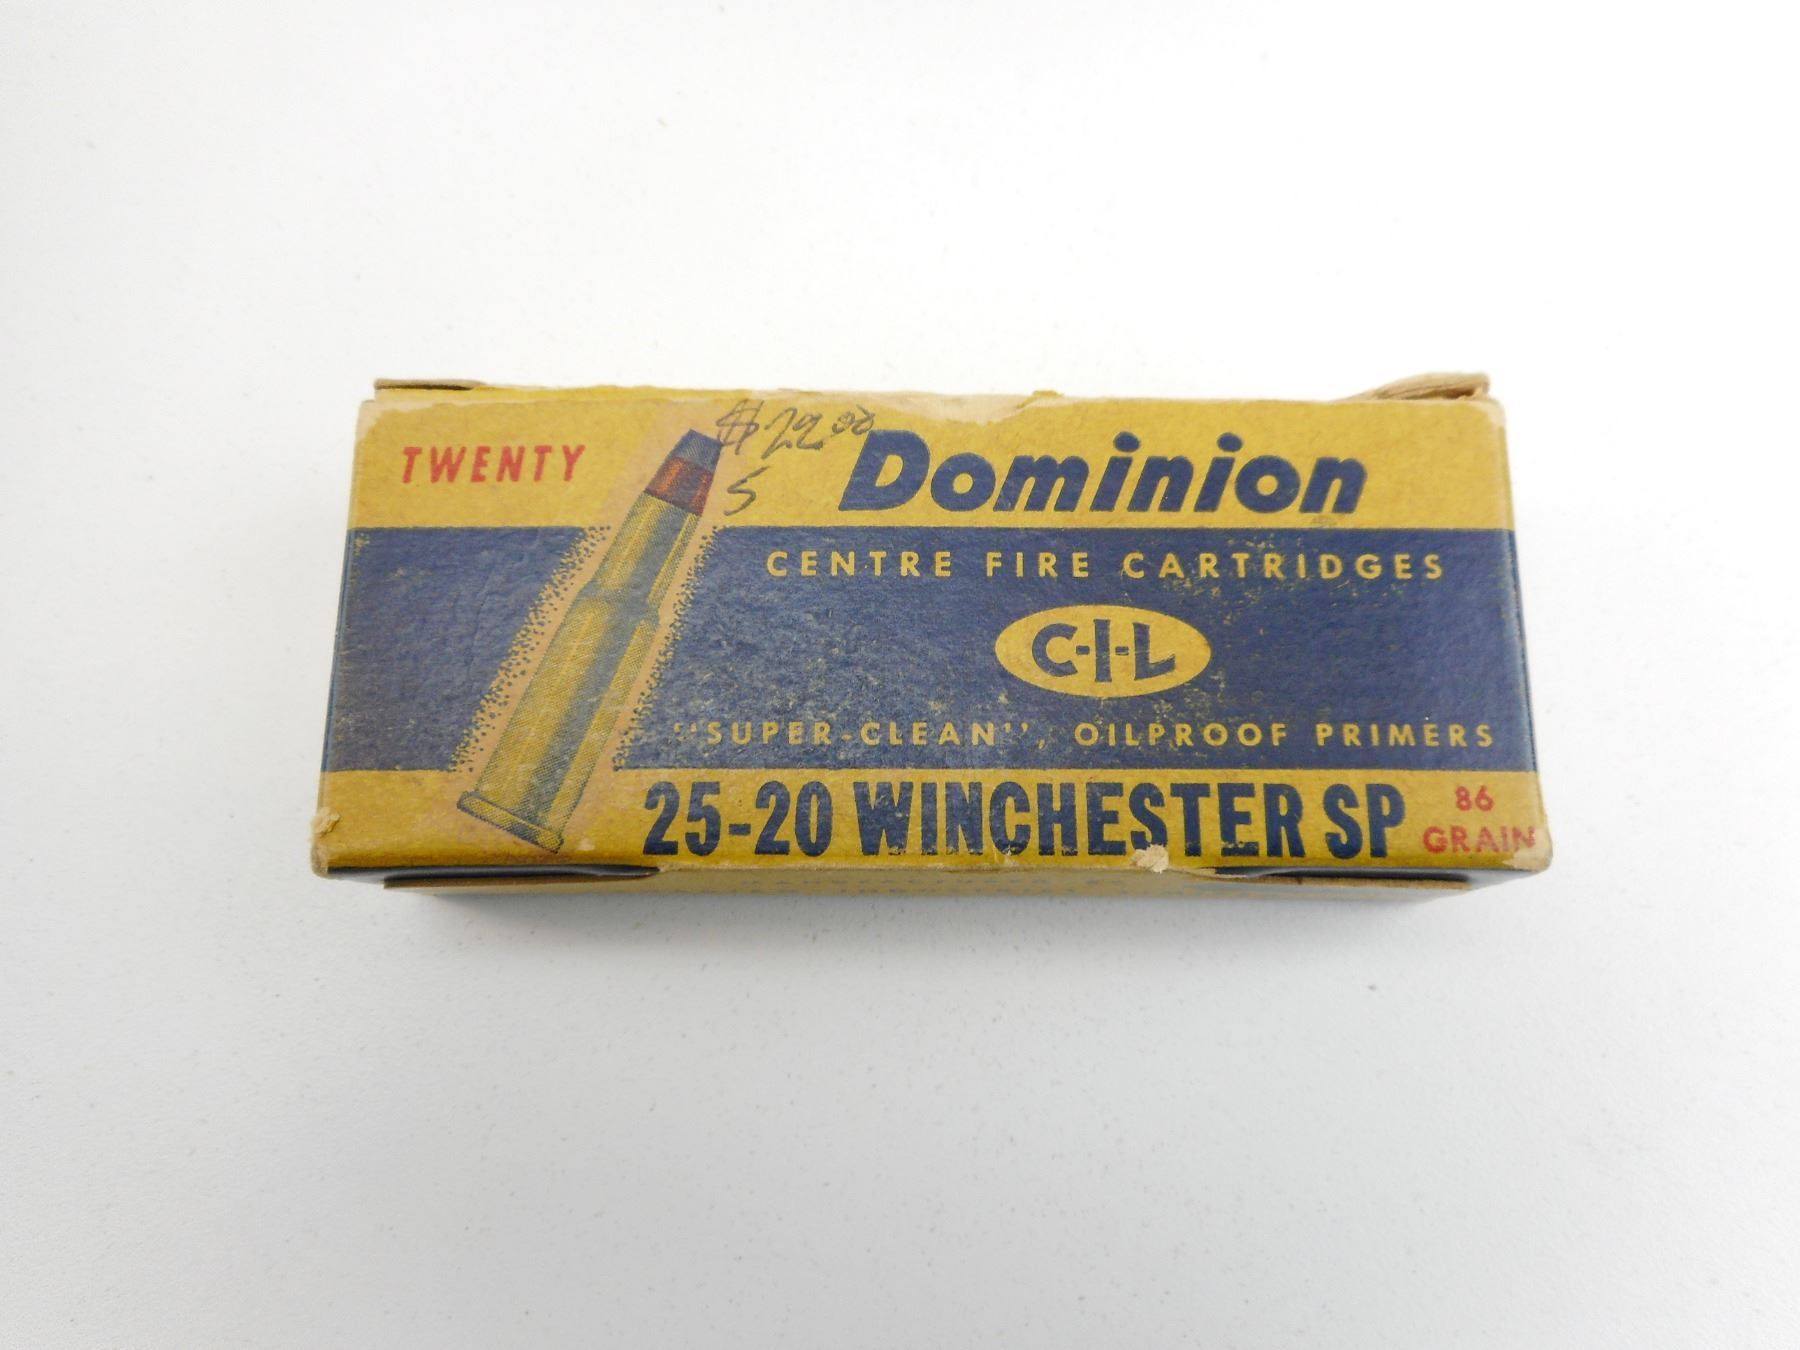 TWENTY
$22.00
5
Dominion
CENTRE FIRE CARTRIDGES
C-I-L
"SUPER-CLEAN", OILPROOF PRIMERS
25-20 WINCHESTER SP
86
GRAIN